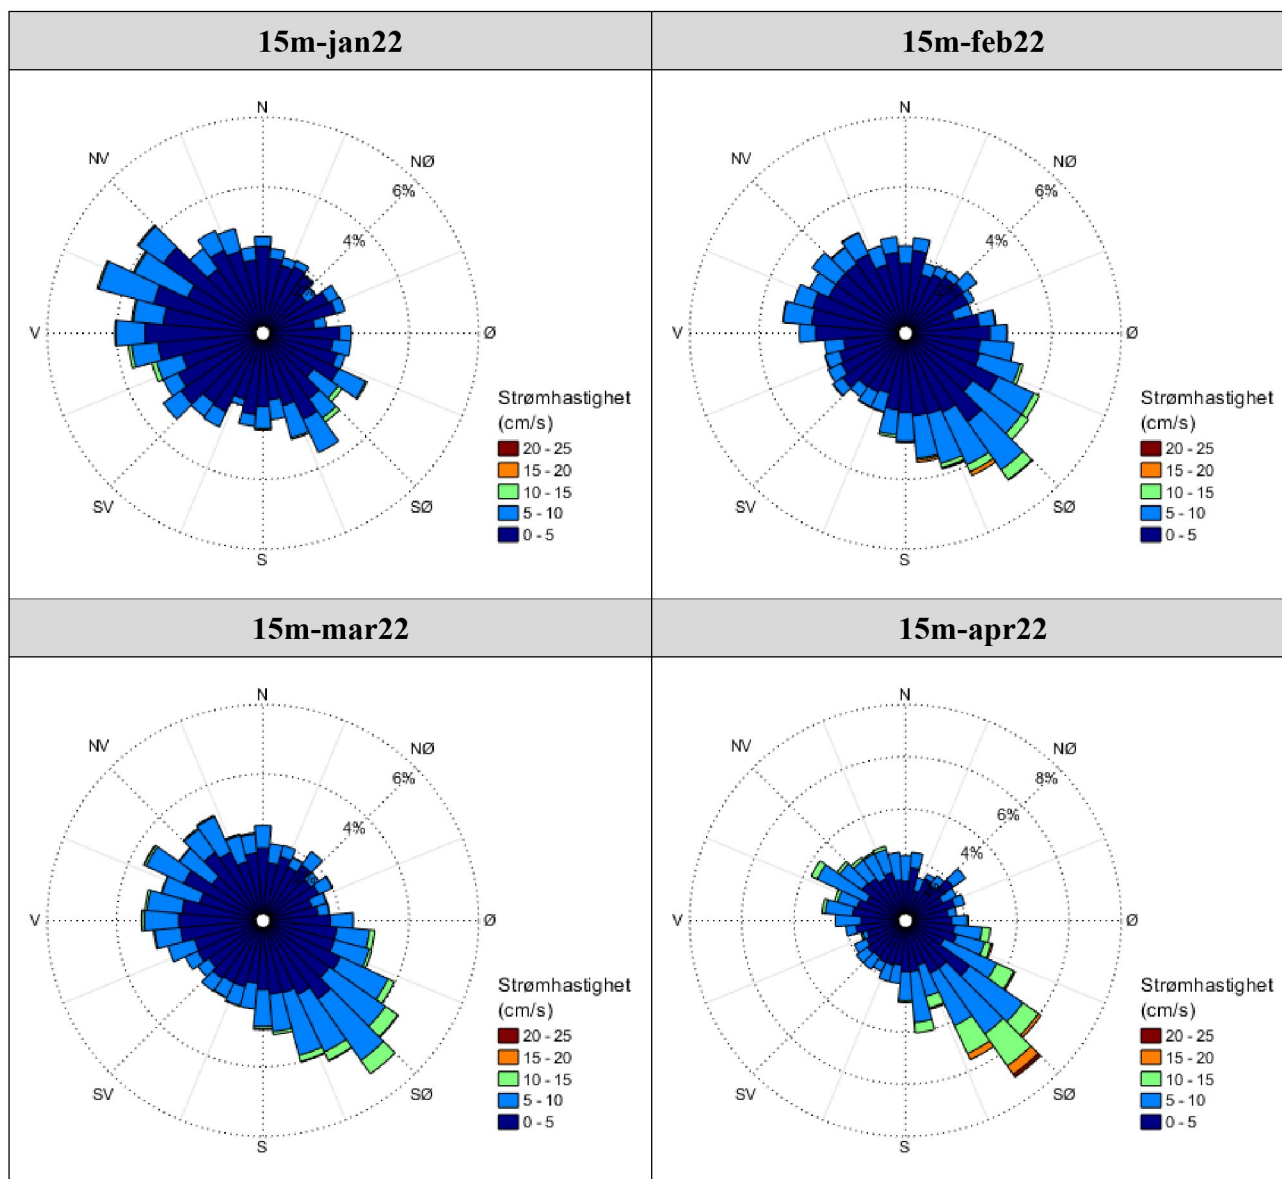 15m-jan22
15m-feb22
N
NØ
6%
4%
Ø
SØ
S
SV
V
NV
Strømhastighet
(cm/s)
20 - 25
15 - 20
10 - 15
5 - 10
0 - 5
N
NØ
6%
4%
Ø
SØ
S
SV
V
NV
Strømhastighet
(cm/s)
20 - 25
15 - 20
10 - 15
5 - 10
0 - 5
15m-mar22
15m-apr22
N
NØ
6%
4%
Ø
SØ
S
SV
V
NV
Strømhastighet
(cm/s)
20 - 25
15 - 20
10 - 15
5 - 10
0 - 5
N
NØ
8%
6%
4%
Ø
SØ
S
SV
V
NV
Strømhastighet
(cm/s)
20 - 25
15 - 20
10 - 15
5 - 10
0 - 5